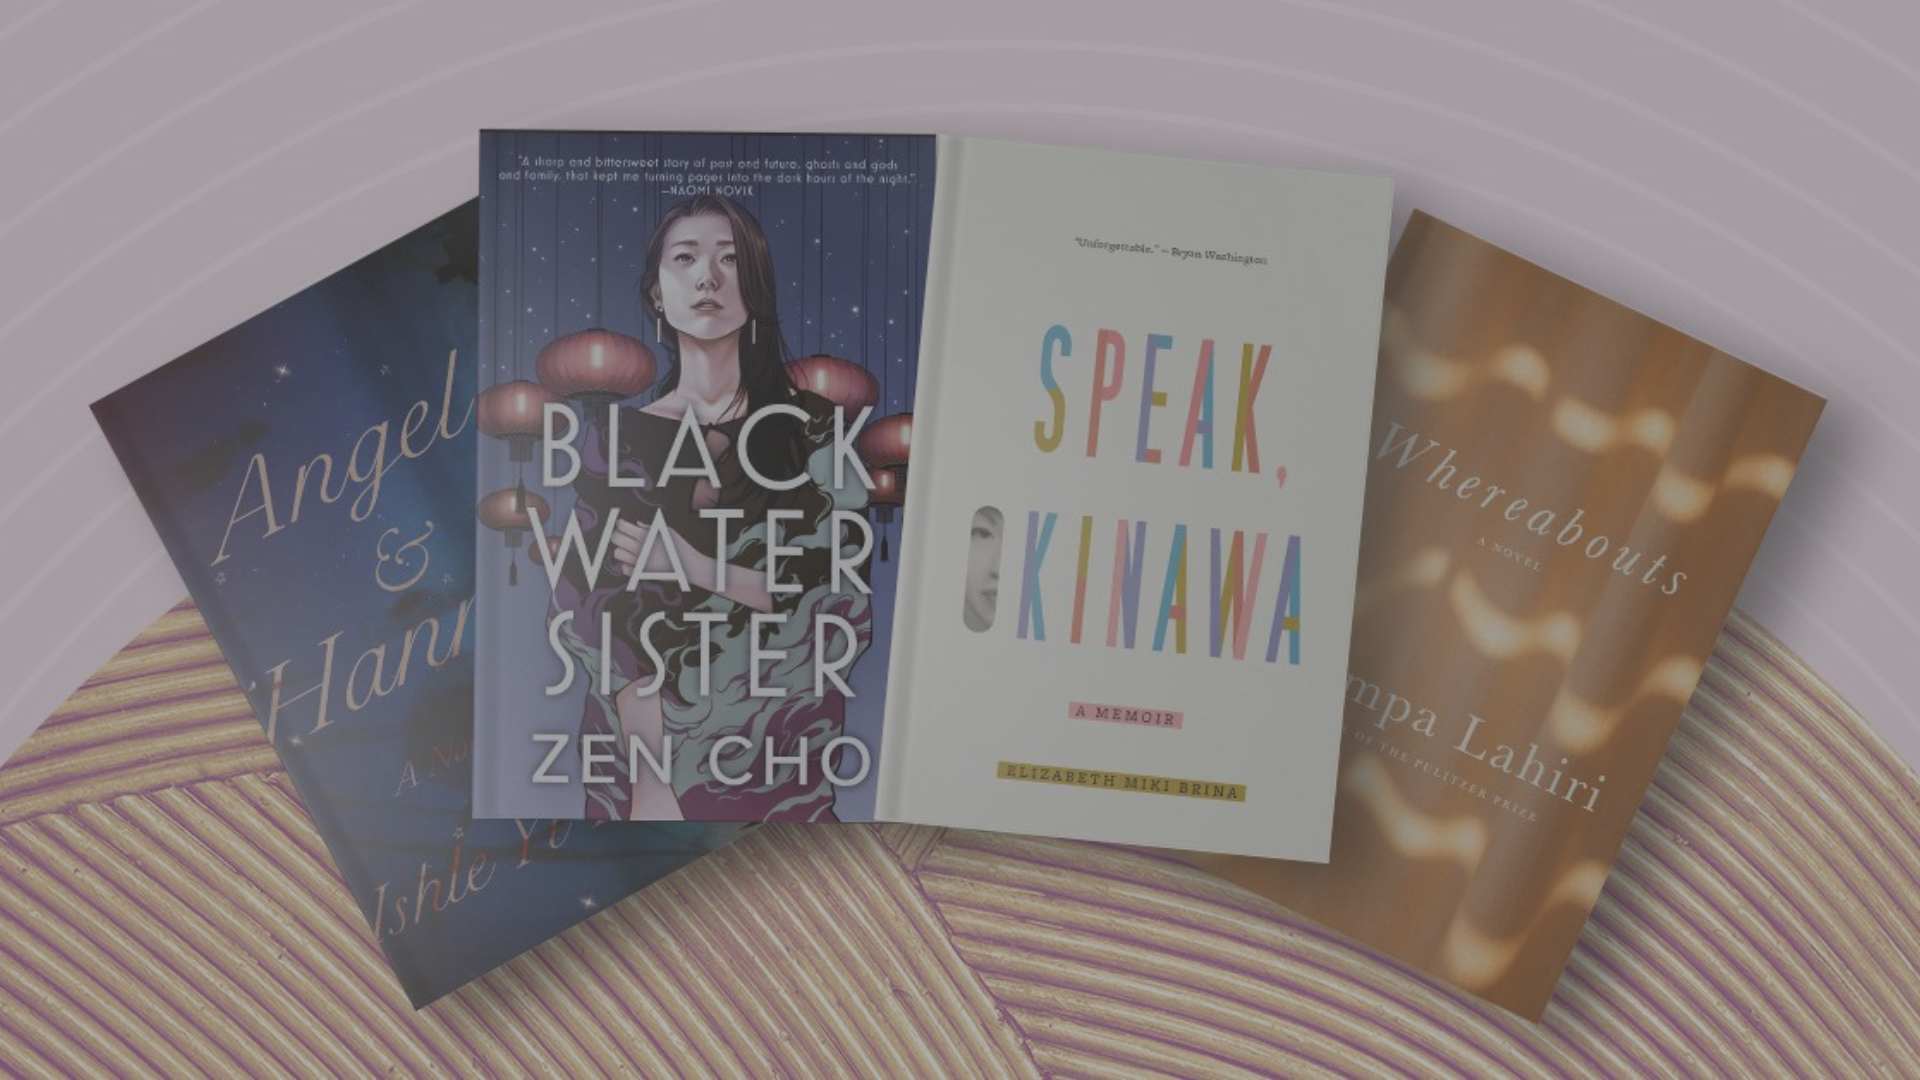 Angel
&
Hann
A No
Ishle Yi
"A sharp and bittersweet story of past and future, ghosts and gods
and family, that kept me turning pages into the dark hours of the night."
—NAOMI NOVIK
BLACK
WATER
SISTER
ZEN CHO
"Unforgettable." — Bryan Washington
SPEAK,
OKINAWA
A MEMOIR
ELIZABETH MIKI BRINA
Whereabouts
A NOVEL
mpa Lahiri
OF THE PULITZER PRIZE